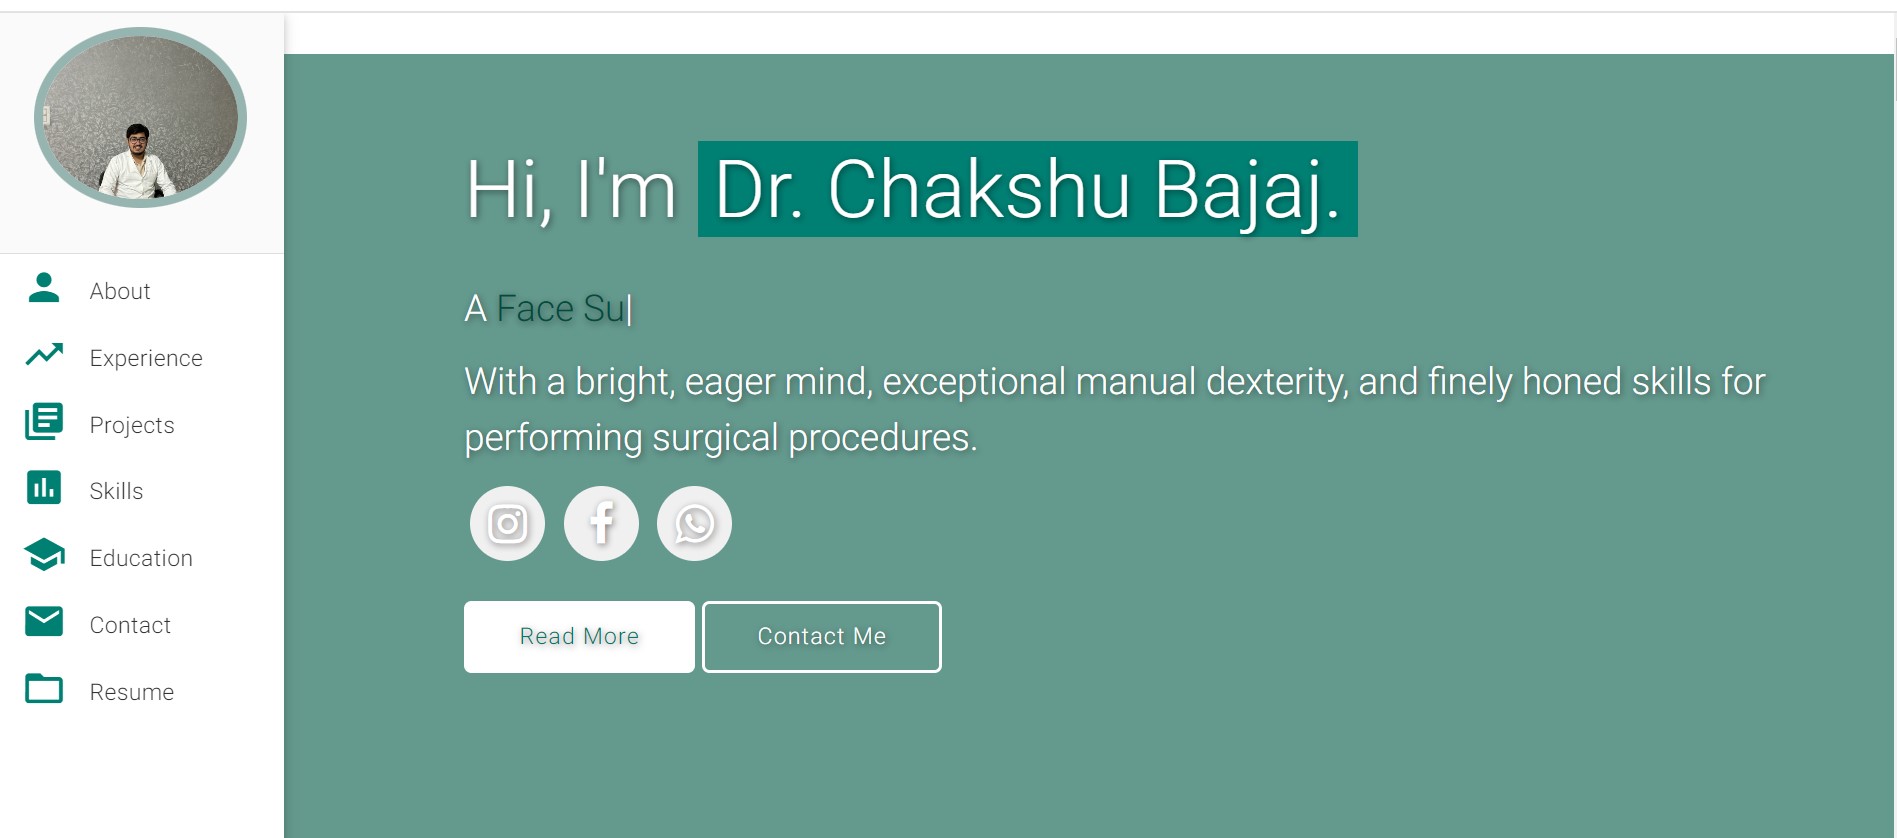 About
Experience
Projects
Skills
Education
Contact
Resume
Hi, I'm Dr. Chakshu Bajaj.
A Face Su|
With a bright, eager mind, exceptional manual dexterity, and finely honed skills for
performing surgical procedures.
Read More
Contact Me